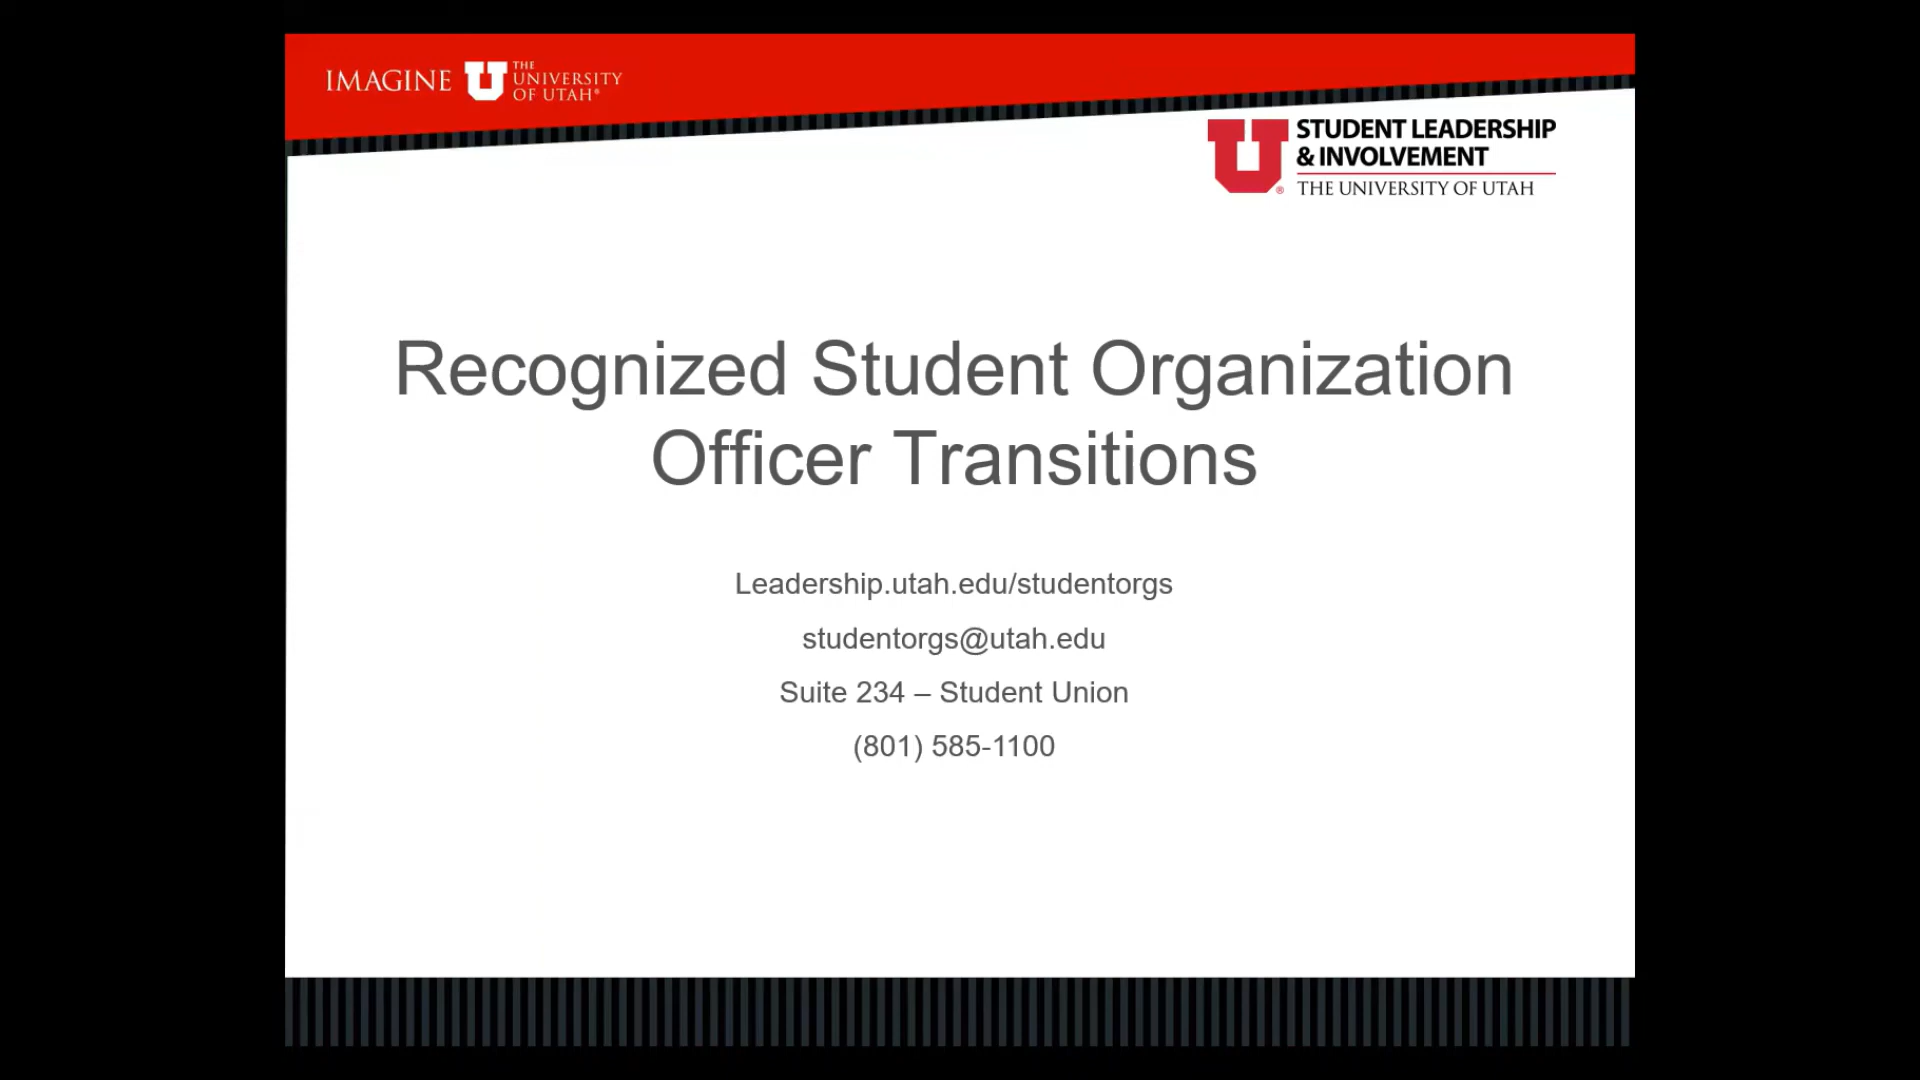 IMAGINE U THE UNIVERSITY OF UTAH®
U® STUDENT LEADERSHIP
& INVOLVEMENT
THE UNIVERSITY OF UTAH
Recognized Student Organization
Officer Transitions
Leadership.utah.edu/studentorgs
studentorgs@utah.edu
Suite 234 – Student Union
(801) 585-1100